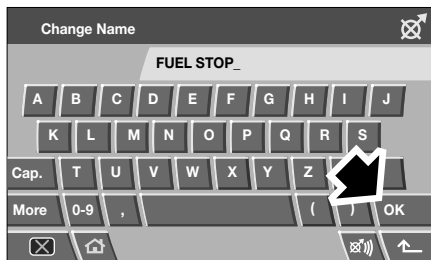 Change Name
FUEL STOP_
A B C D E F G H I J
K L M N O P Q R S
Cap. T U V W X Y Z
More 0-9 , ( ) OK